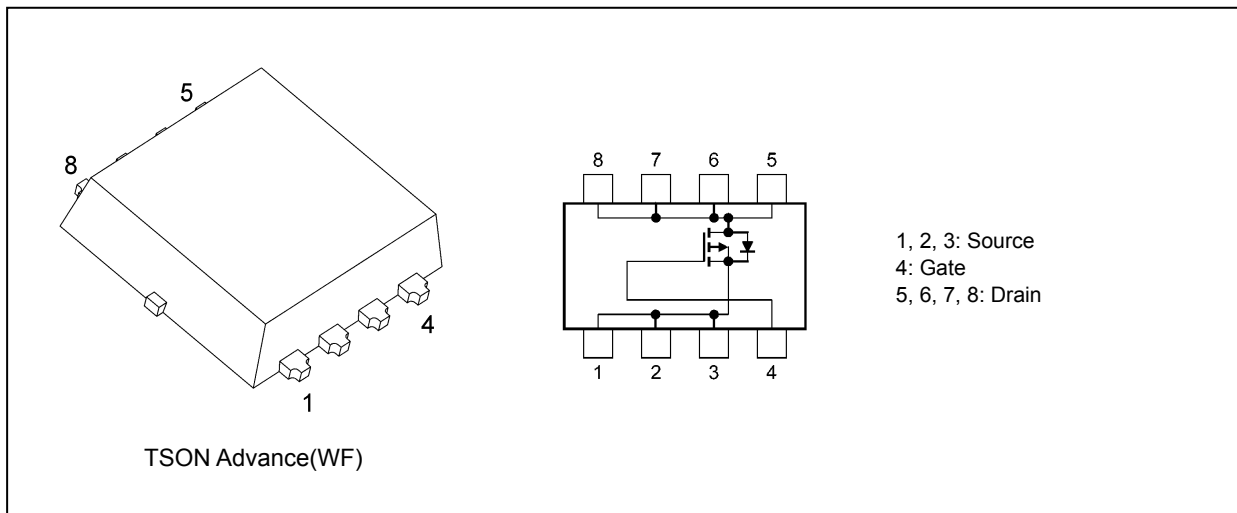 5
8
4
1
TSON Advance(WF)
8 7 6 5
1 2 3 4
1, 2, 3: Source
4: Gate
5, 6, 7, 8: Drain